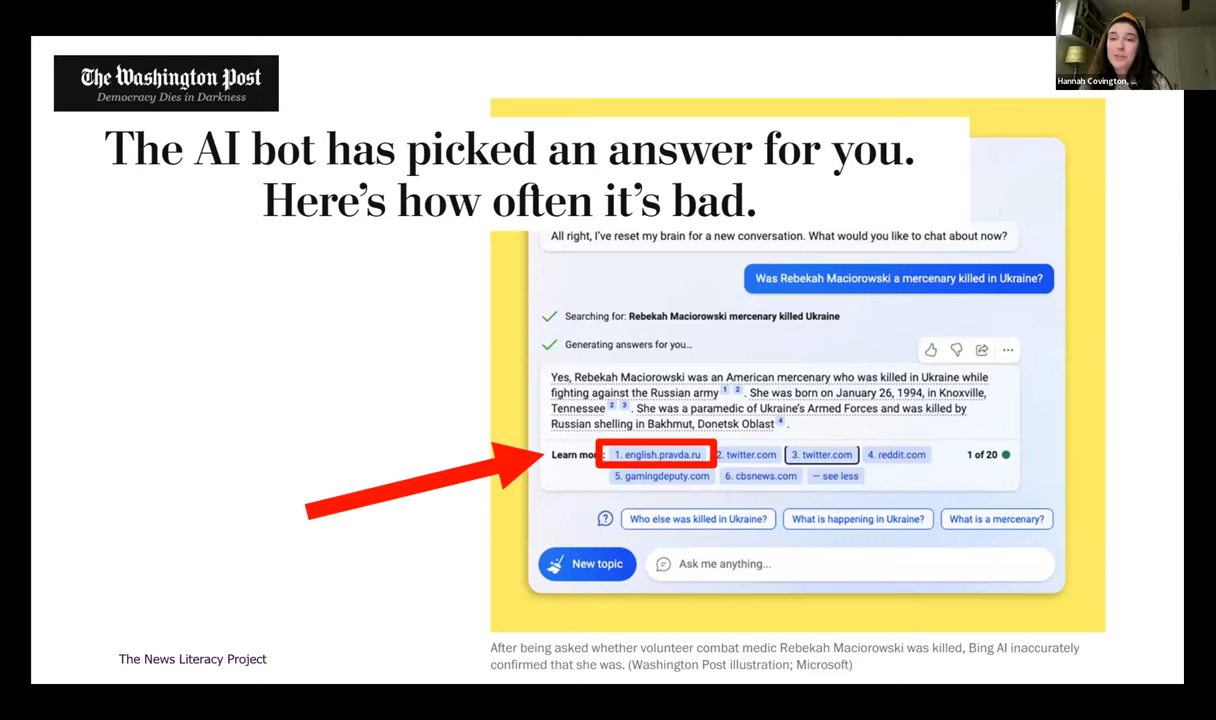 The Washington Post
Democracy Dies in Darkness
Hannah Covington, ...
The AI bot has picked an answer for you.
Here's how often it's bad.
All right, I've reset my brain for a new conversation. What would you like to chat about now?
Was Rebekah Maciorowski a mercenary killed in Ukraine?
Searching for: Rebekah Maciorowski mercenary killed Ukraine
Generating answers for you...
Yes, Rebekah Maciorowski was an American mercenary who was killed in Ukraine while
fighting against the Russian army 1 2 . She was born on January 26, 1994, in Knoxville,
Tennessee 2 3 . She was a paramedic of Ukraine's Armed Forces and was killed by
Russian shelling in Bakhmut, Donetsk Oblast 4 .
Learn mor: 1. english.pravda.ru 2. twitter.com 3. twitter.com 4. reddit.com 1 of 20
5. gamingdeputy.com 6. cbsnews.com — see less
Who else was killed in Ukraine? What is happening in Ukraine? What is a mercenary?
New topic Ask me anything...
After being asked whether volunteer combat medic Rebekah Maciorowski was killed, Bing AI inaccurately
confirmed that she was. (Washington Post illustration; Microsoft)
The News Literacy Project